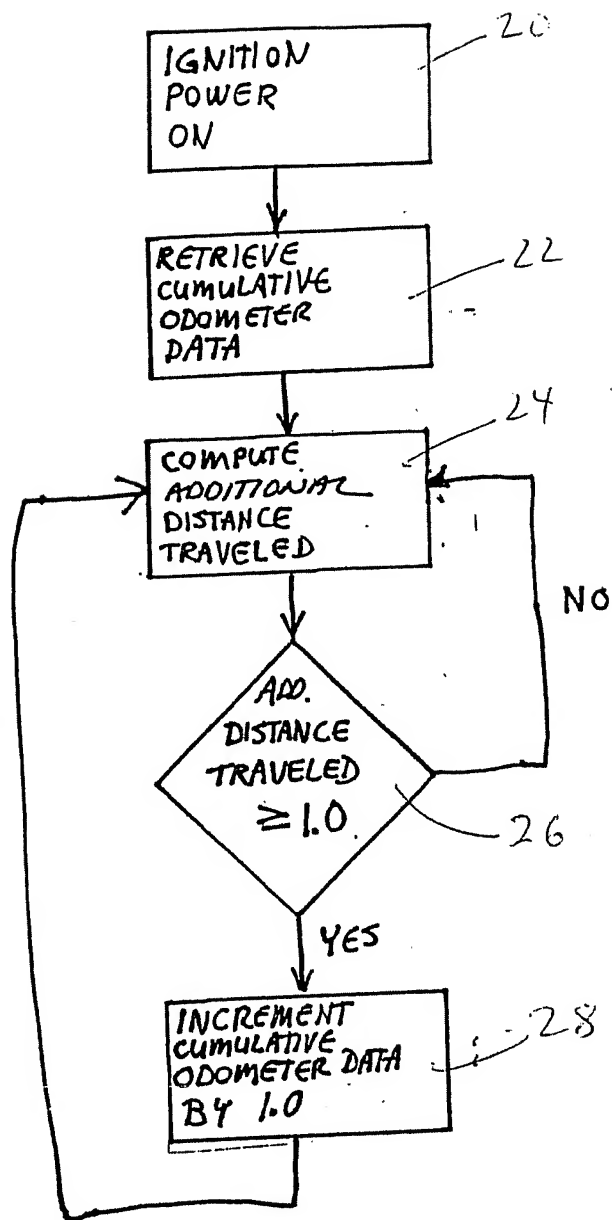 20
IGNITION
POWER
ON
22
RETRIEVE
CUMULATIVE
ODOMETER
DATA
24
COMPUTE
ADDITIONAL
DISTANCE
TRAVELED
NO
ADD.
DISTANCE
TRAVELED
≥ 1.0
26
YES
28
INCREMENT
CUMULATIVE
ODOMETER DATA
BY 1.0